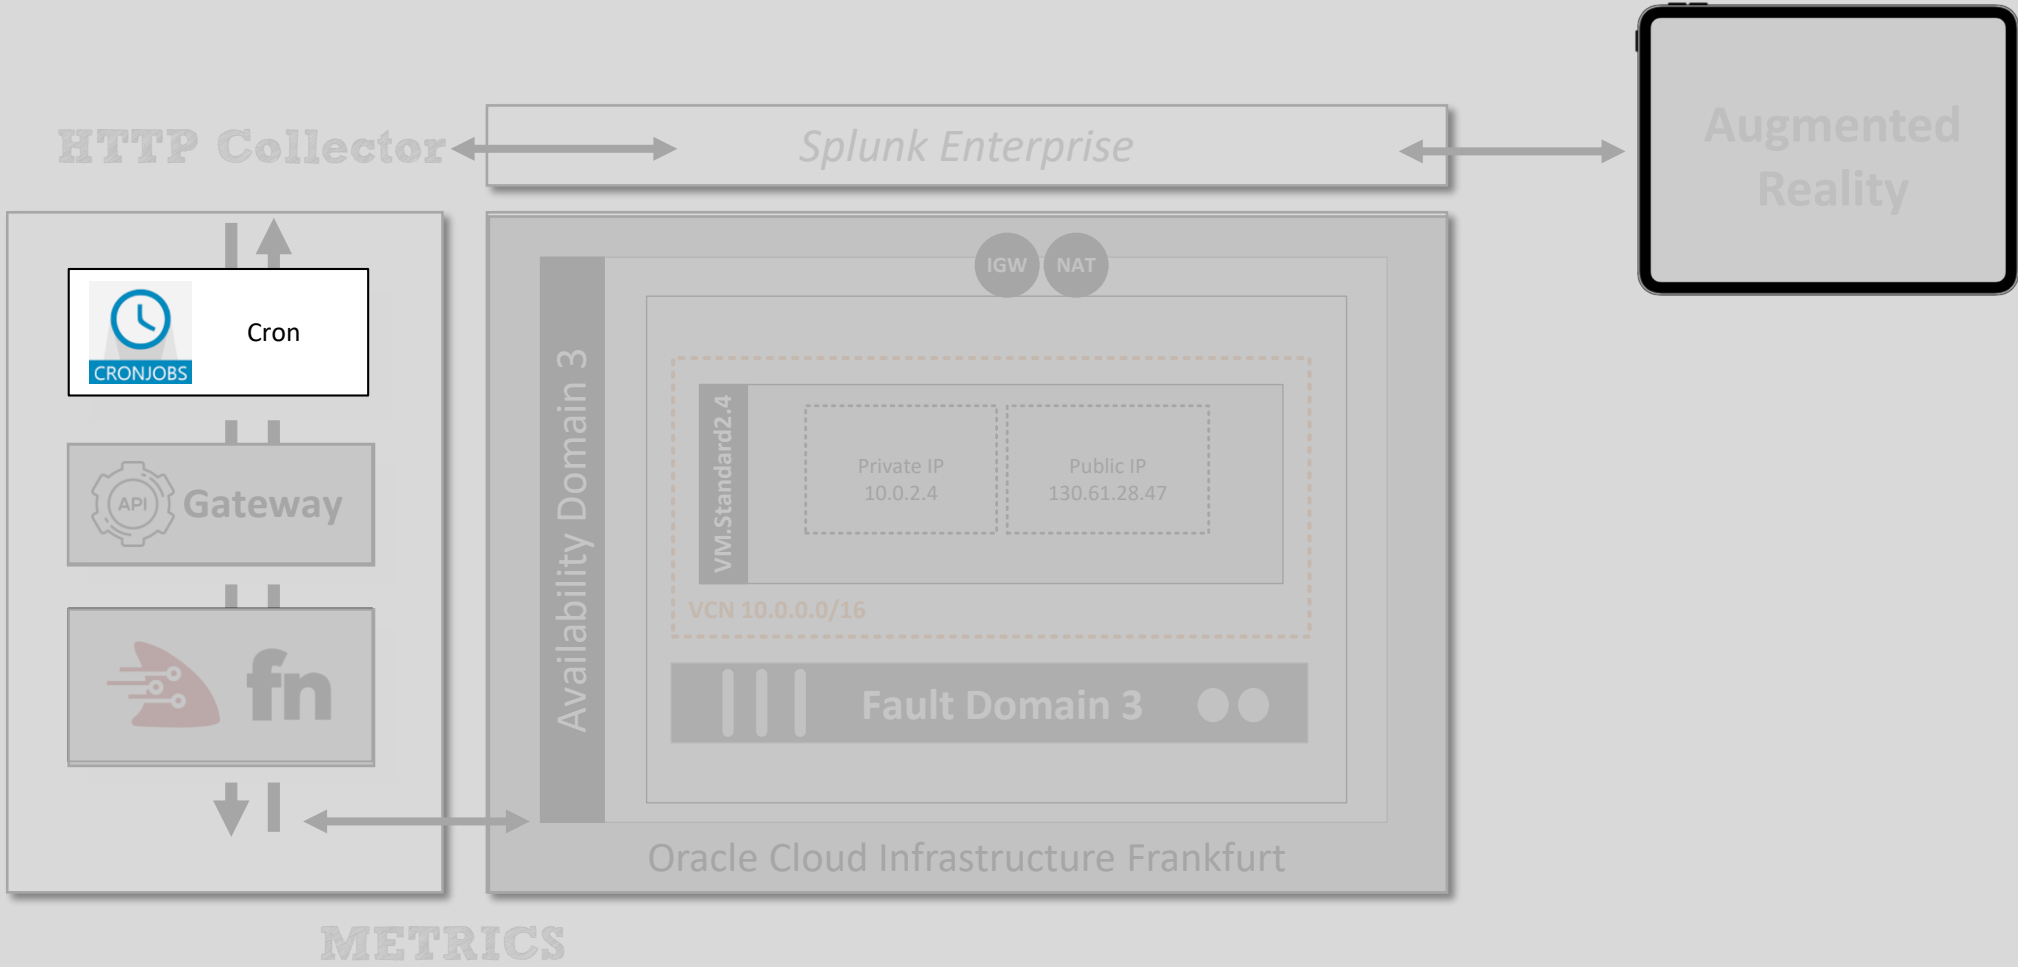 HTTP Collector
Splunk Enterprise
Augmented
Reality
CRONJOBS
Cron
API
Gateway
fn
METRICS
IGW
NAT
Availability Domain 3
VM.Standard2.4
Private IP
10.0.2.4
Public IP
130.61.28.47
VCN 10.0.0.0/16
Fault Domain 3
Oracle Cloud Infrastructure Frankfurt